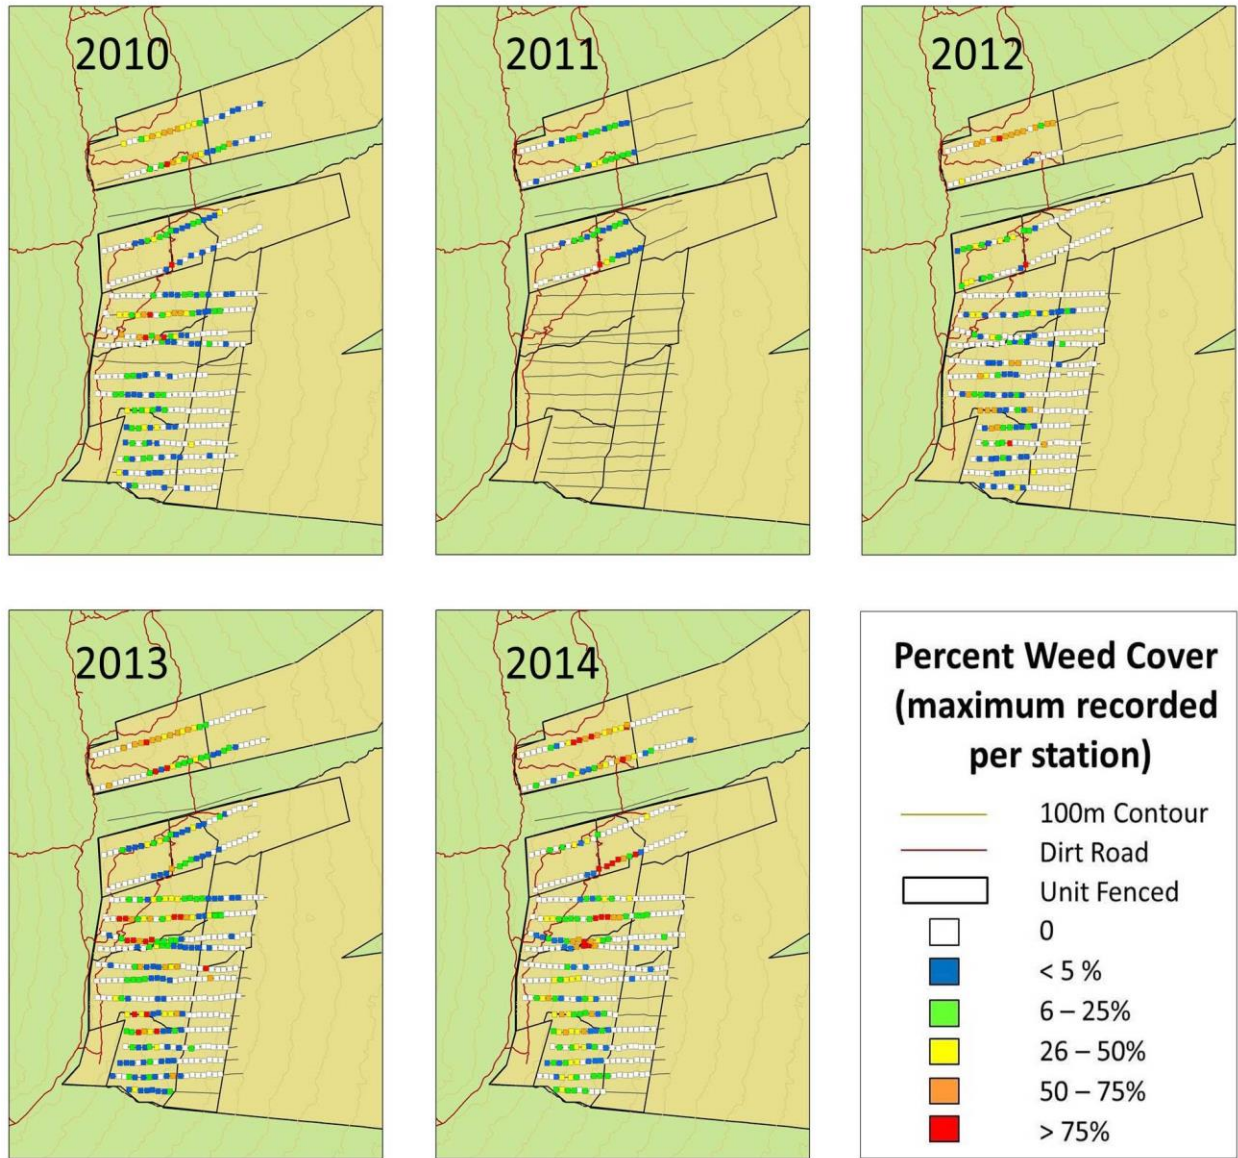 2010
2011
2012
2013
2014
Percent Weed Cover
(maximum recorded
per station)
100m Contour
Dirt Road
Unit Fenced
0
< 5 %
6 – 25%
26 – 50%
50 – 75%
> 75%